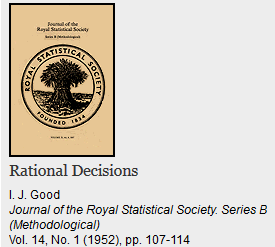 Journal of the
Royal Statistical Society
Series B (Methodological)
ROYAL STATISTICAL SOCIETY
FOUNDED 1834
Rational Decisions
I. J. Good
Journal of the Royal Statistical Society. Series B
(Methodological)
Vol. 14, No. 1 (1952), pp. 107-114